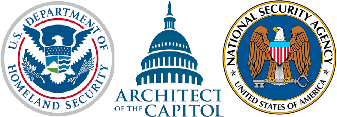 U.S. DEPARTMENT OF
HOMELAND SECURITY
ARCHITECT
OF THE CAPITOL
NATIONAL SECURITY AGENCY
UNITED STATES OF AMERICA